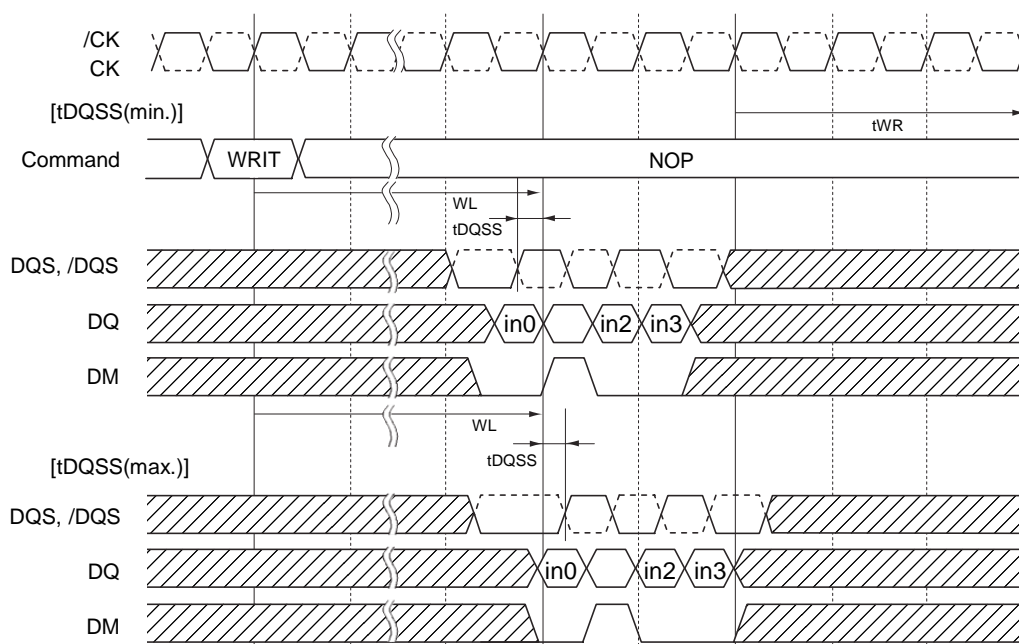 /CK
CK
[tDQSS(min.)]
tWR
Command WRIT NOP
WL
tDQSS
DQS, /DQS
DQ in0 in2 in3
DM
WL
tDQSS
[tDQSS(max.)]
DQS, /DQS
DQ in0 in2 in3
DM